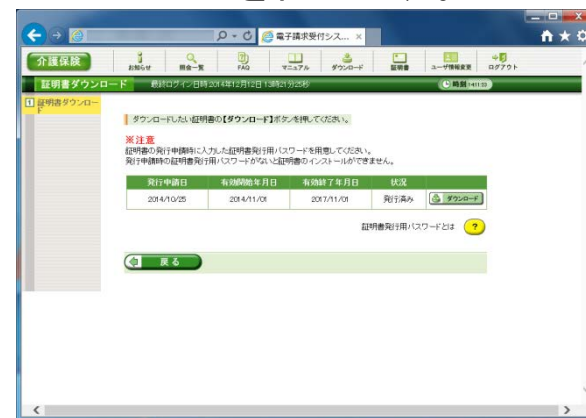 電子請求受付シス... ×
介護保険
お知らせ 照会一覧 FAQ マニュアル ダウンロード 証明書 ユーザ情報変更 ログアウト
証明書ダウンロード 最終ログイン日時 2014年12月12日 13時21分25秒 時刻
1 証明書ダウンロード
ダウンロードしたい証明書の【ダウンロード】ボタンを押してください。
※注意
証明書の発行申請時に入力した証明書発行用パスワードを用意してください。
発行申請時の証明書発行用パスワードがないと証明書のインストールができません。
発行申請日 有効開始年月日 有効終了年月日 状況
2014/10/25 2014/11/01 2017/11/01 発行済み ダウンロード
証明書発行用パスワードとは ?
戻る